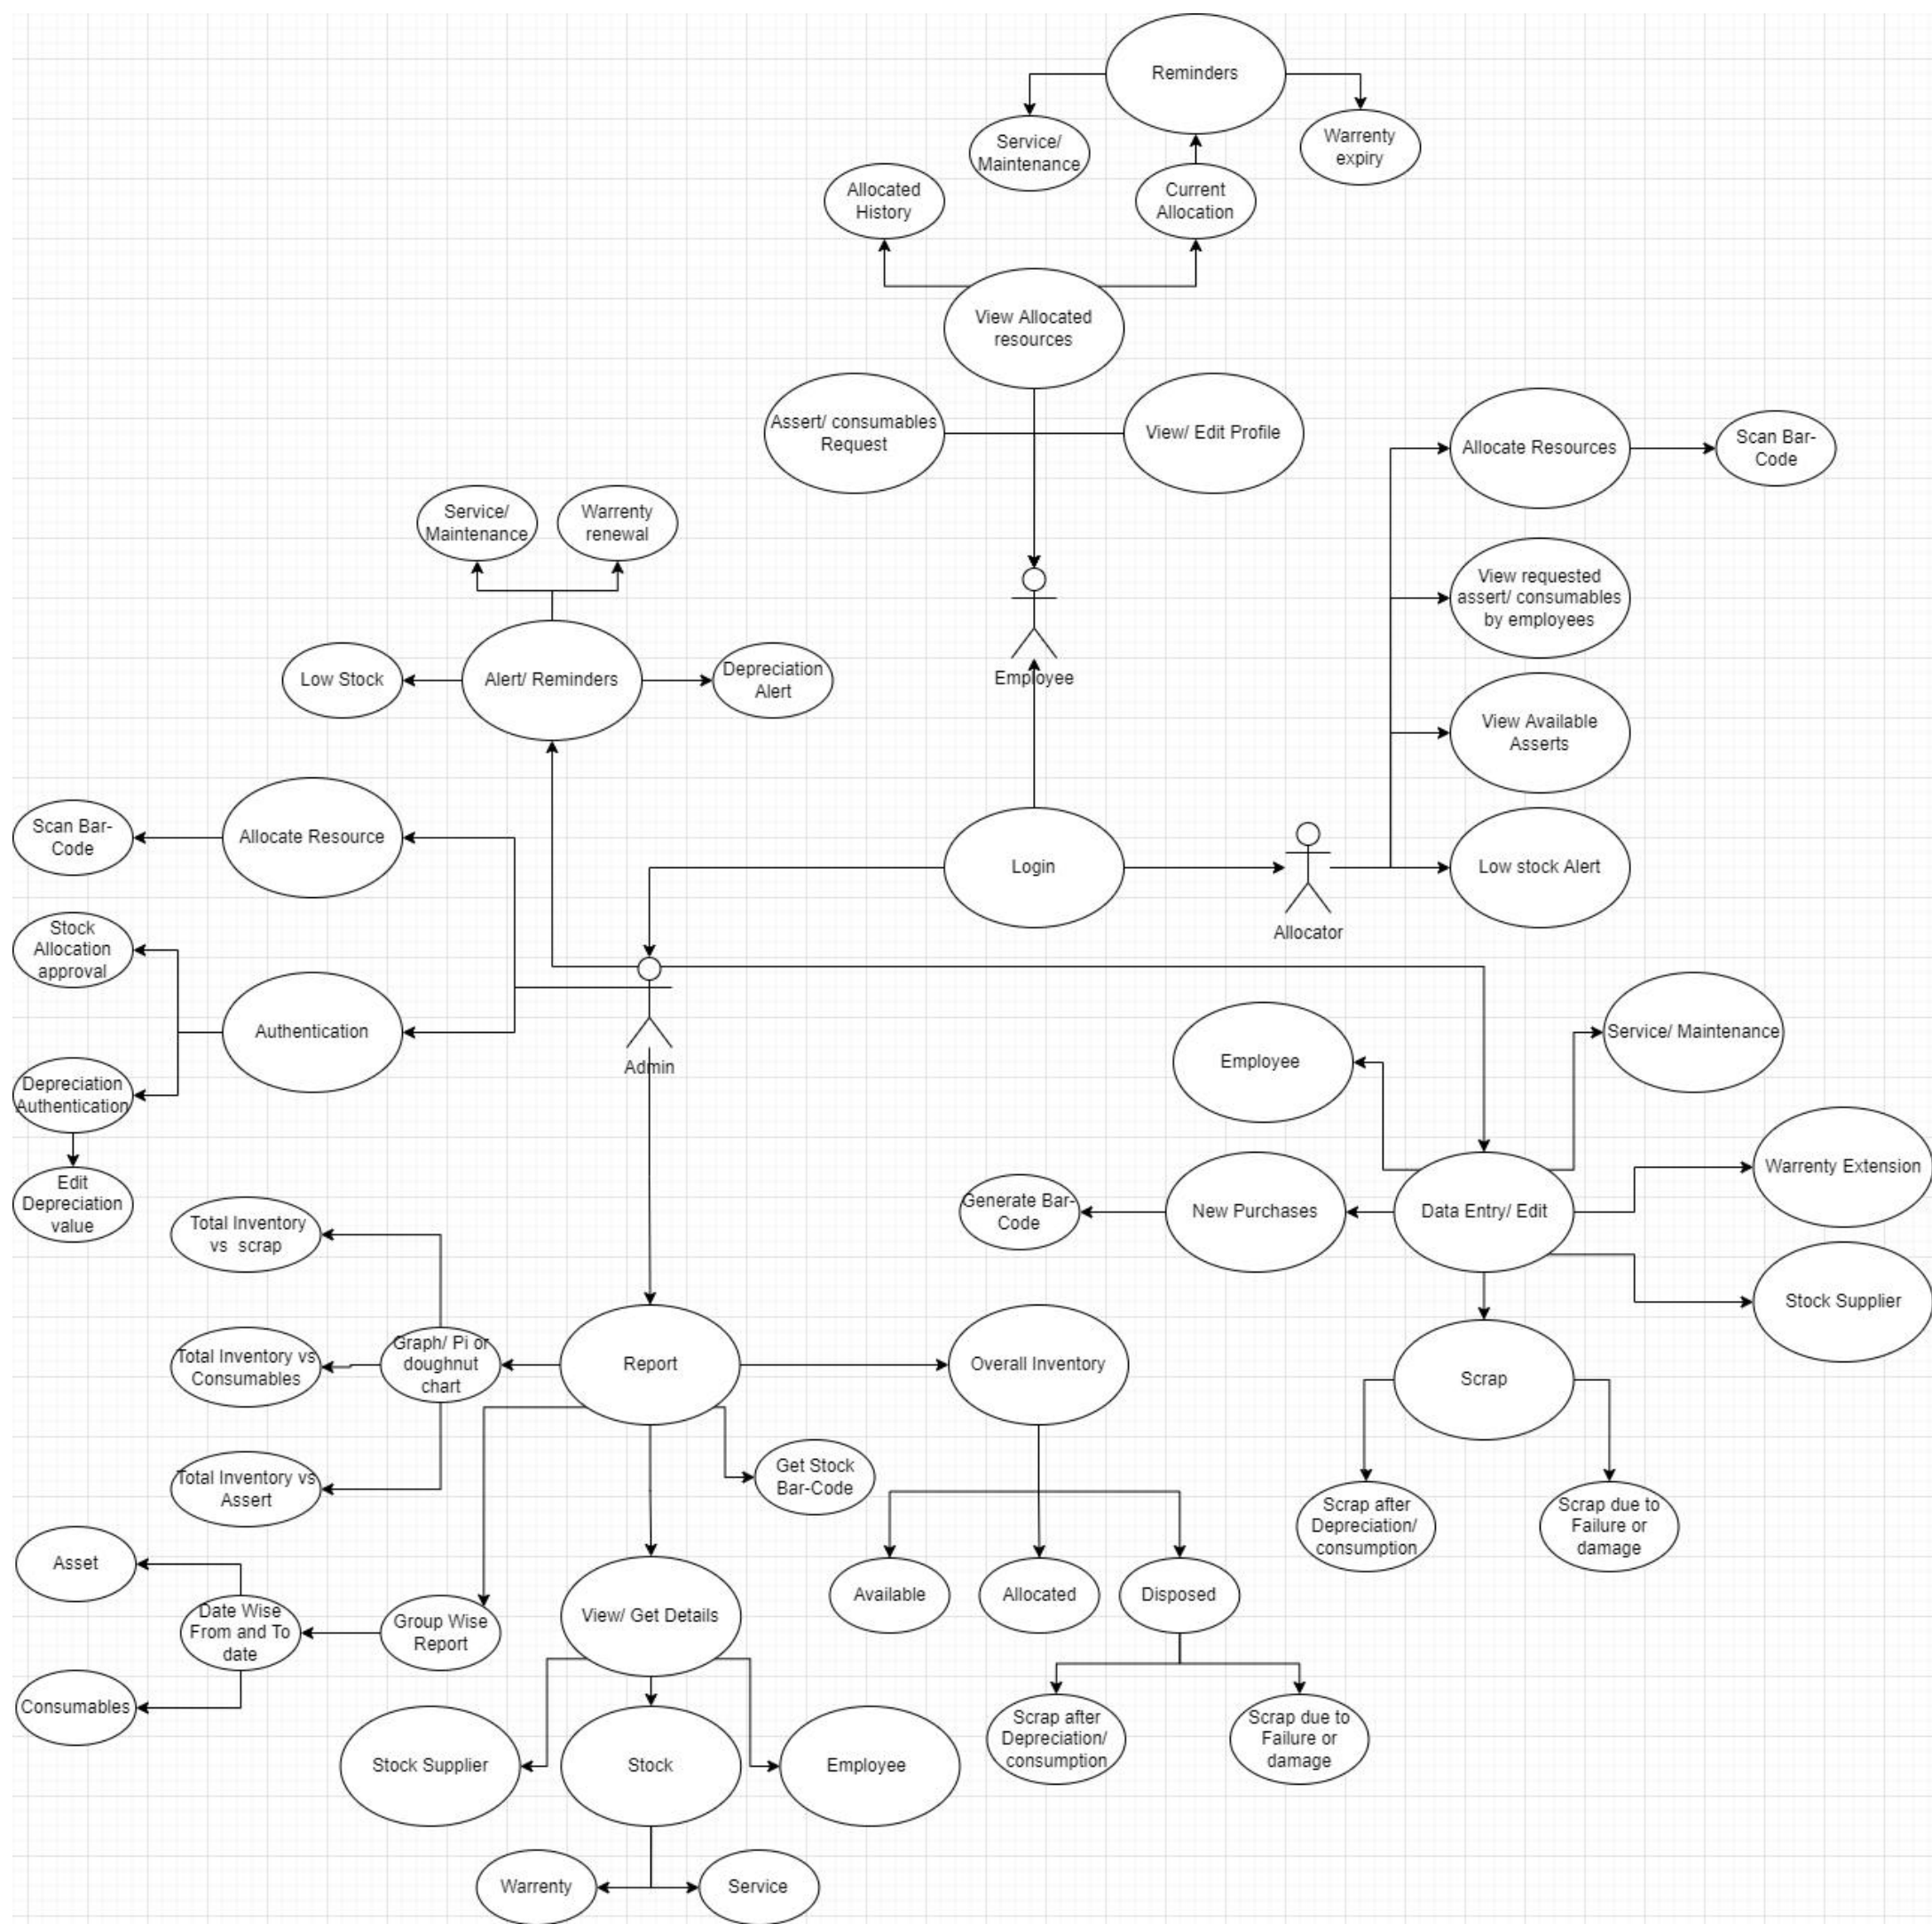 Reminders
Service/
Maintenance
Warrenty
expiry
Allocated
History
Current
Allocation
View Allocated
resources
Assert/ consumables
Request
View/ Edit Profile
Allocate Resources
Scan Bar-
Code
Service/
Maintenance
Warrenty
renewal
View requested
assert/ consumables
by employees
Low Stock
Alert/ Reminders
Depreciation
Alert
Employee
View Available
Asserts
Scan Bar-
Code
Allocate Resource
Login
Low stock Alert
Allocator
Stock
Allocation
approval
Authentication
Admin
Employee
Service/ Maintenance
Depreciation
Authentication
Edit
Depreciation
value
Generate Bar-
Code
New Purchases
Data Entry/ Edit
Warrenty Extension
Total Inventory
vs  scrap
Stock Supplier
Total Inventory vs
Consumables
Graph/ Pi or
doughnut
chart
Report
Overall Inventory
Scrap
Total Inventory vs
Assert
Get Stock
Bar-Code
Scrap after
Depreciation/
consumption
Scrap due to
Failure or
damage
Asset
Date Wise
From and To
date
Group Wise
Report
View/ Get Details
Available
Allocated
Disposed
Consumables
Stock Supplier
Stock
Employee
Scrap after
Depreciation/
consumption
Scrap due to
Failure or
damage
Warrenty
Service